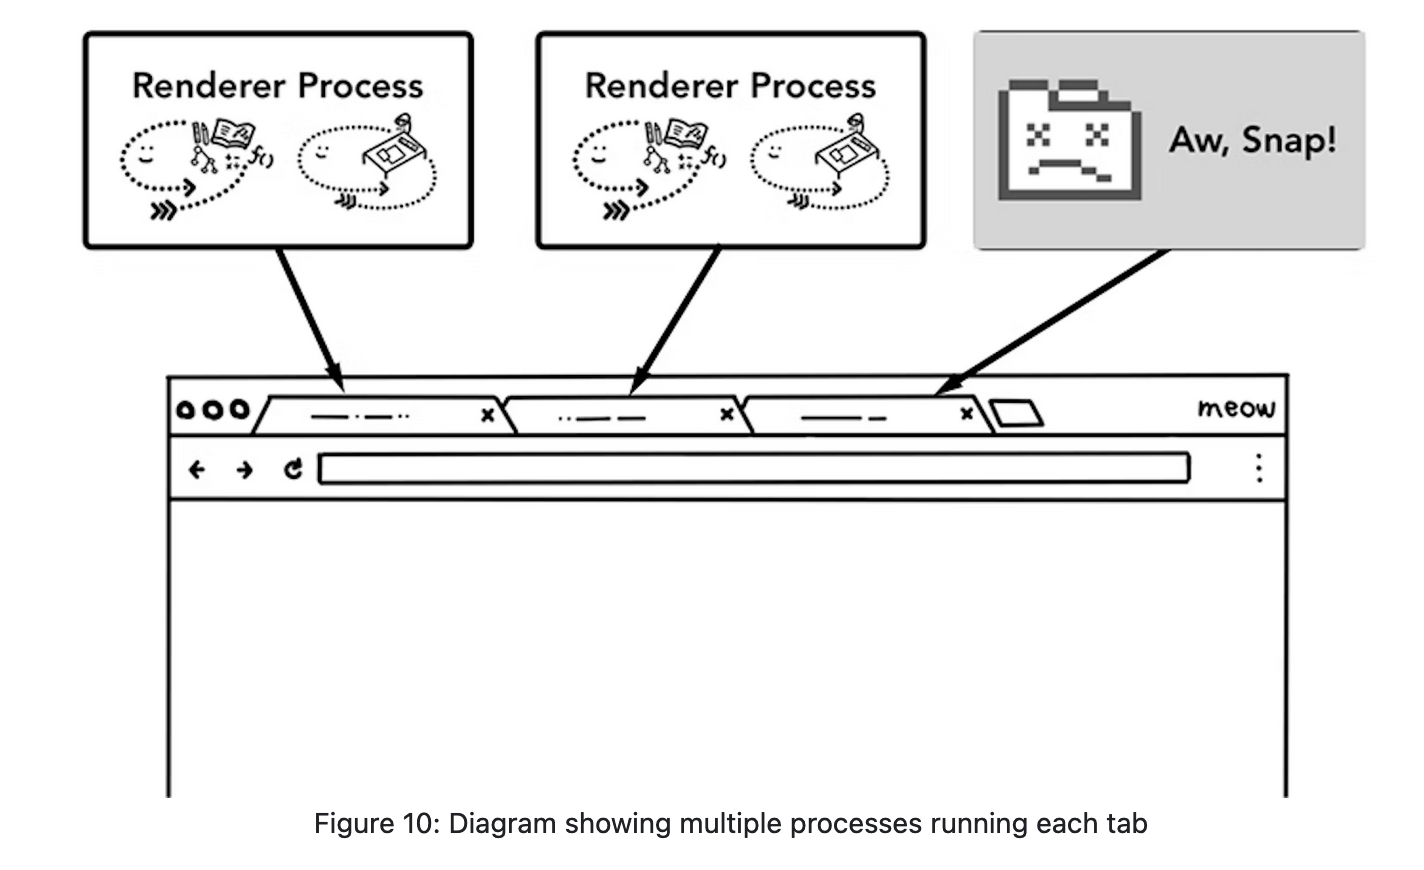 Renderer Process
Renderer Process
Aw, Snap!
f()
f()
meow
Figure 10: Diagram showing multiple processes running each tab